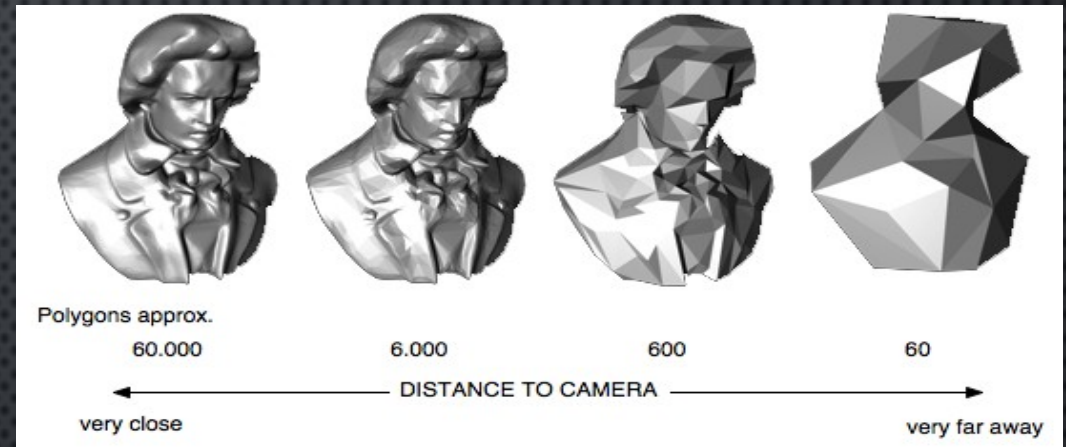 Polygons approx.
60.000 6.000 600 60
DISTANCE TO CAMERA
very close very far away